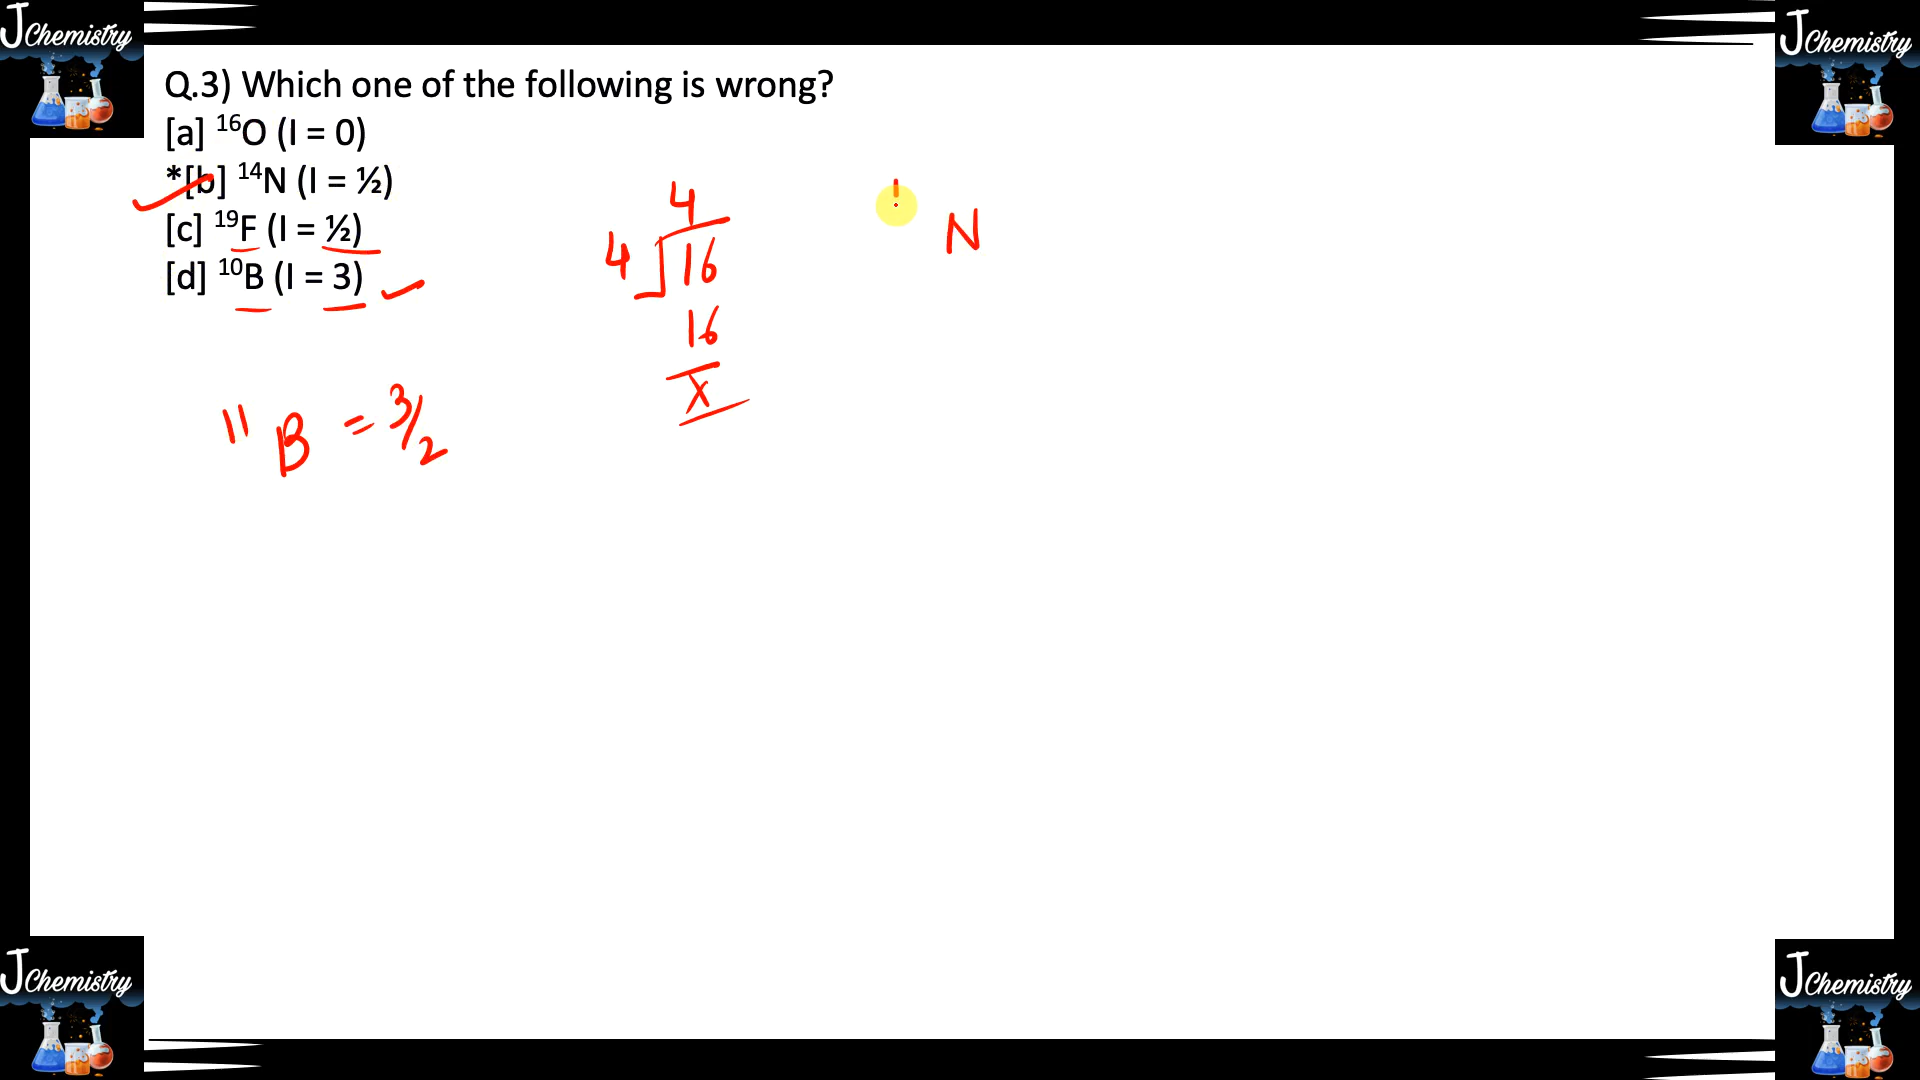 JChemistry
JChemistry
Q.3) Which one of the following is wrong?
[a] ¹⁶O (I = 0)
*[b] ¹⁴N (I = ½)
[c] ¹⁹F (I = ½)
[d] ¹⁰B (I = 3)
4
4 16
16
x
N
¹¹B = 3/2
JChemistry
JChemistry